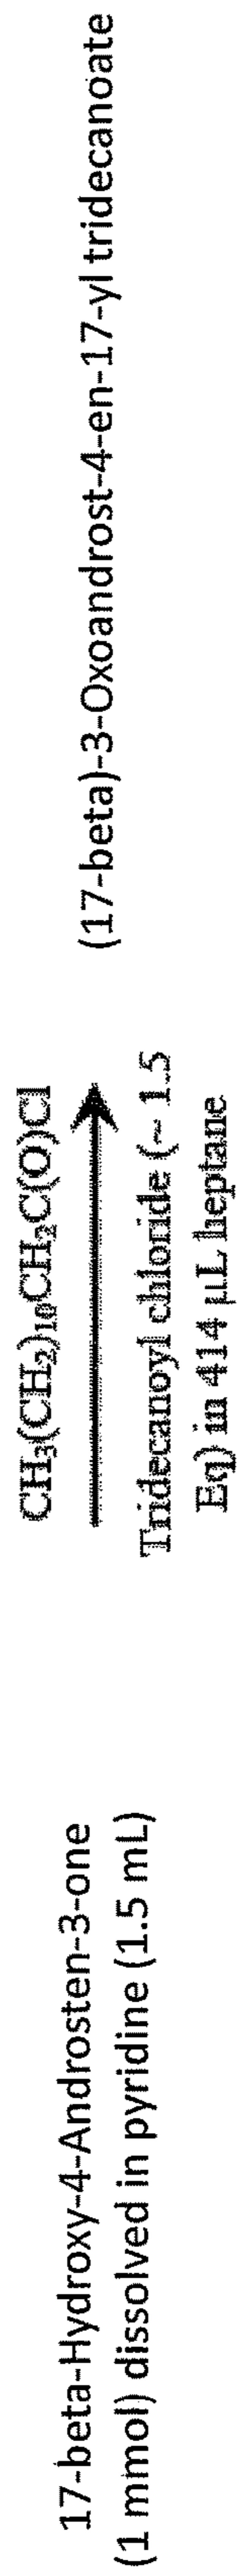 17-beta-Hydroxy-4-Androsten-3-one
(1 mmol) dissolved in pyridine (1.5 mL)
CH₃(CH₂)₁₀CH₂C(O)Cl
Tridecanoyl chloride (~ 1.5
Eq) in 414 µL heptane
(17-beta)-3-Oxoandrost-4-en-17-yl tridecanoate